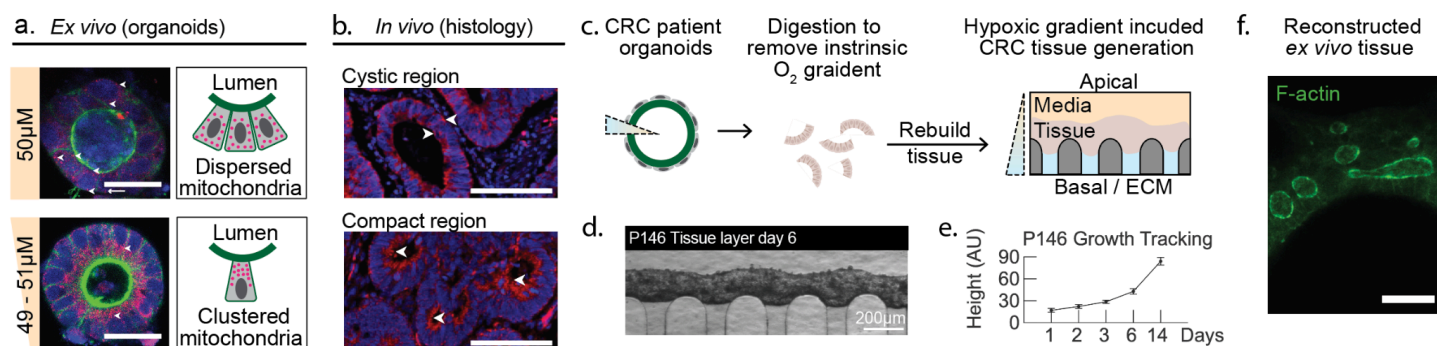 a. Ex vivo (organoids)
50µM
Lumen
Dispersed
mitochondria
49 - 51µM
Lumen
Clustered
mitochondria
b. In vivo (histology)
Cystic region
Compact region
c. CRC patient
organoids
Digestion to
remove instrinsic
O₂ graident
Rebuild
tissue
Hypoxic gradient incuded
CRC tissue generation
Apical
Media
Tissue
Basal / ECM
d.
P146 Tissue layer day 6
200µm
e.
P146 Growth Tracking
Height (AU)
90
60
30
0
1 2 3 6 14 Days
f. Reconstructed
ex vivo tissue
F-actin